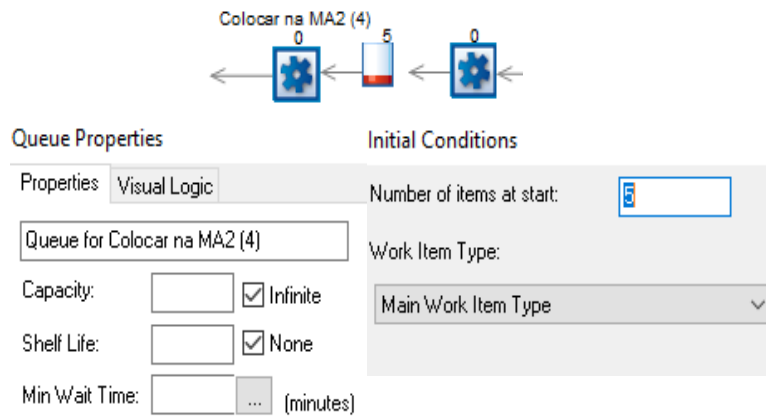 Colocar na MA2 (4)
0 5 0
Queue Properties
Properties Visual Logic
Queue for Colocar na MA2 (4)
Capacity: Infinite
Shelf Life: None
Min Wait Time: ... (minutes)
Initial Conditions
Number of items at start: 5
Work Item Type:
Main Work Item Type